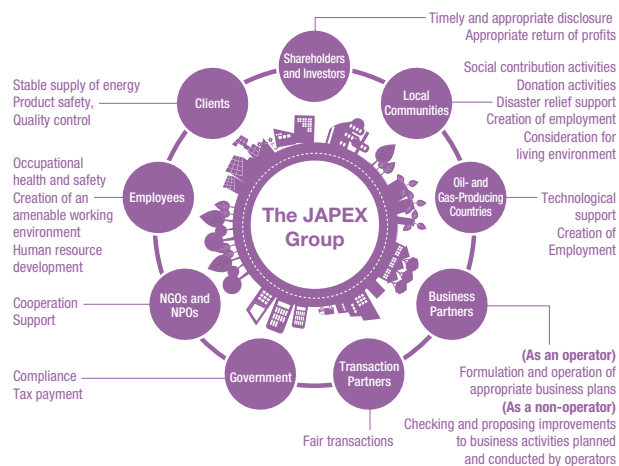 Timely and appropriate disclosure
Appropriate return of profits
Shareholders
and Investors
Social contribution activities
Donation activities
Disaster relief support
Creation of employment
Consideration for
living environment
Local
Communities
Oil- and
Gas-Producing
Countries
Technological
support
Creation of
Employment
Business
Partners
(As an operator)
Formulation and operation of
appropriate business plans
(As a non-operator)
Checking and proposing improvements
to business activities planned
and conducted by operators
Transaction
Partners
Fair transactions
Government
Compliance
Tax payment
NGOs and
NPOs
Cooperation
Support
Employees
Occupational
health and safety
Creation of an
amenable working
environment
Human resource
development
Clients
Stable supply of energy
Product safety,
Quality control
The JAPEX
Group